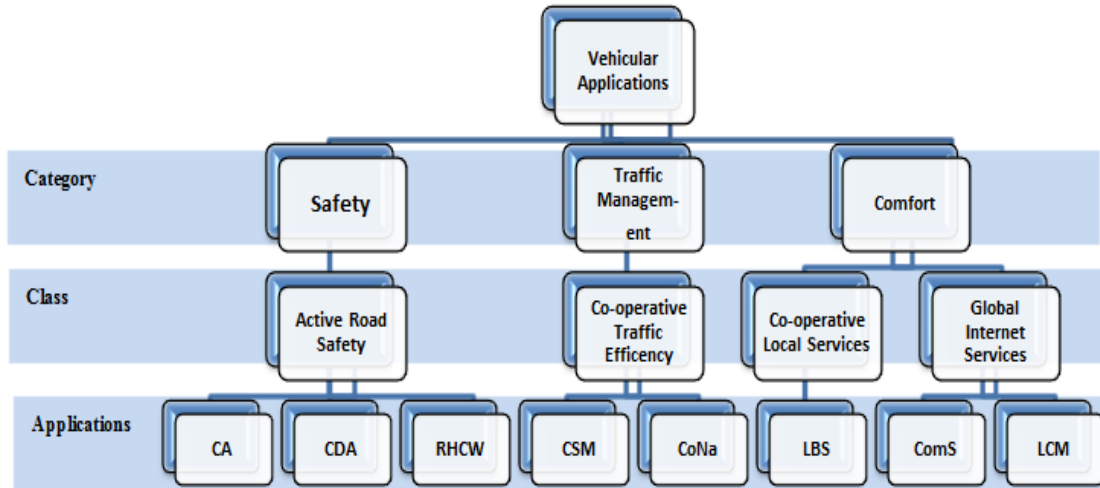 Vehicular
Applications
Category
Safety
Traffic
Managem-
ent
Comfort
Class
Active Road
Safety
Co-operative
Traffic
Efficency
Co-operative
Local Services
Global
Internet
Services
Applications
CA
CDA
RHCW
CSM
CoNa
LBS
ComS
LCM